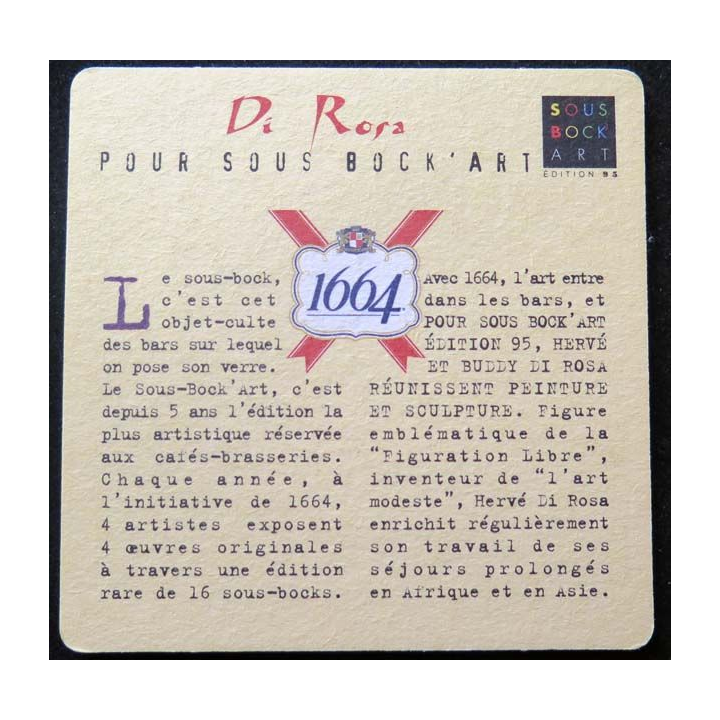 Di Rosa
POUR SOUS BOCK'ART
SOUS
BOCK
ART
ÉDITION 95
1664
Le sous-bock,
c'est cet
objet-culte
des bars sur lequel
on pose son verre.
Le Sous-Bock'Art, c'est
depuis 5 ans l'édition la
plus artistique réservée
aux cafés-brasseries.
Chaque année, à
l'initiative de 1664,
4 artistes exposent
4 œuvres originales
à travers une édition
rare de 16 sous-bocks.
Avec 1664, l'art entre
dans les bars, et
POUR SOUS BOCK'ART
ÉDITION 95, HERVÉ
ET BUDDY DI ROSA
RÉUNISSENT PEINTURE
ET SCULPTURE. Figure
emblématique de la
"Figuration Libre",
inventeur de "l'art
modeste", Hervé Di Rosa
enrichit régulièrement
son travail de ses
séjours prolongés
en Afrique et en Asie.